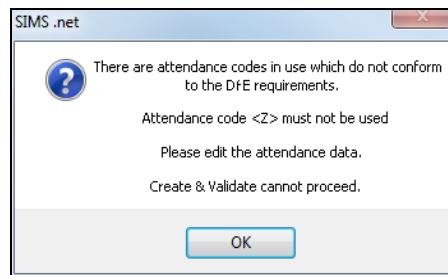 SIMS .net
There are attendance codes in use which do not conform
to the DfE requirements.
Attendance code <Z> must not be used
Please edit the attendance data.
Create & Validate cannot proceed.
OK